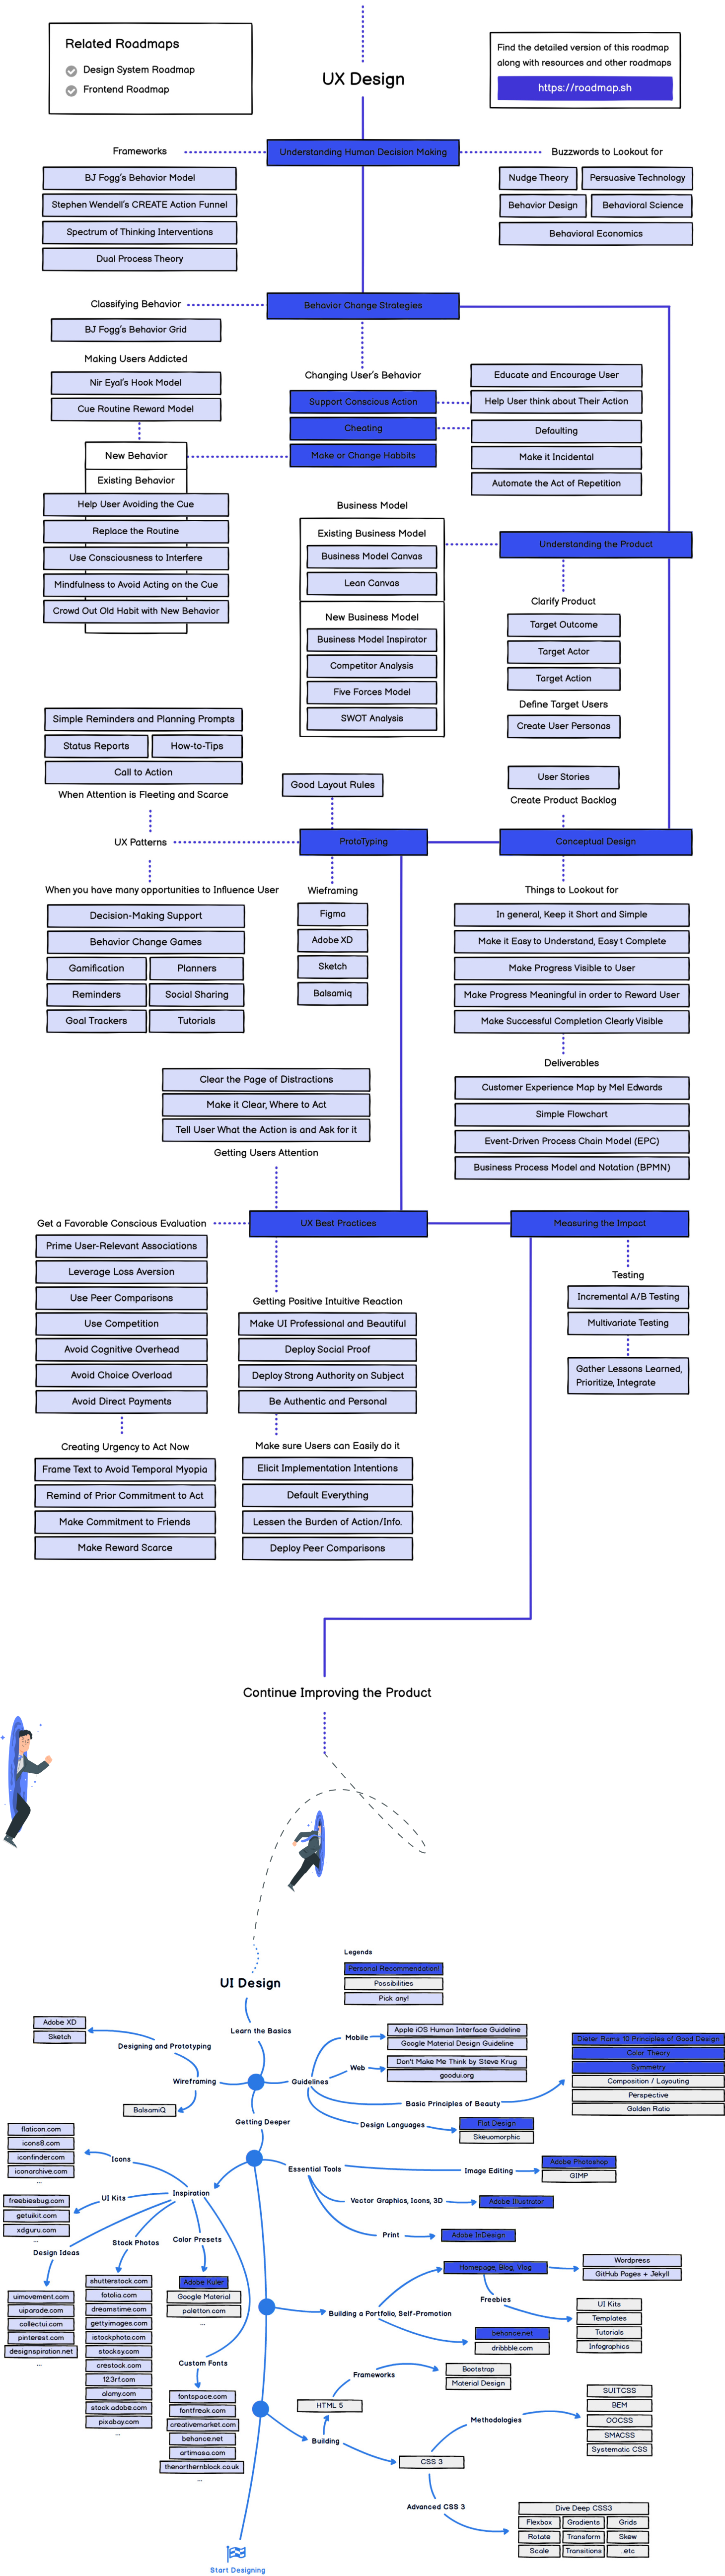 Related Roadmaps
Design System Roadmap
Frontend Roadmap
UX Design
Find the detailed version of this roadmap
along with resources and other roadmaps
https://roadmap.sh
Understanding Human Decision Making
Frameworks
BJ Fogg's Behavior Model
Stephen Wendell's CREATE Action Funnel
Spectrum of Thinking Interventions
Dual Process Theory
Buzzwords to Lookout for
Nudge Theory
Persuasive Technology
Behavior Design
Behavioral Science
Behavioral Economics
Behavior Change Strategies
Classifying Behavior
BJ Fogg's Behavior Grid
Making Users Addicted
Nir Eyal's Hook Model
Cue Routine Reward Model
New Behavior
Existing Behavior
Help User Avoiding the Cue
Replace the Routine
Use Consciousness to Interfere
Mindfulness to Avoid Acting on the Cue
Crowd Out Old Habit with New Behavior
Changing User's Behavior
Support Conscious Action
Cheating
Make or Change Habbits
Educate and Encourage User
Help User think about Their Action
Defaulting
Make it Incidental
Automate the Act of Repetition
Business Model
Existing Business Model
Business Model Canvas
Lean Canvas
New Business Model
Business Model Inspirator
Competitor Analysis
Five Forces Model
SWOT Analysis
Understanding the Product
Clarify Product
Target Outcome
Target Actor
Target Action
Define Target Users
Create User Personas
Simple Reminders and Planning Prompts
Status Reports
How-to-Tips
Call to Action
When Attention is Fleeting and Scarce
UX Patterns
Good Layout Rules
ProtoTyping
User Stories
Create Product Backlog
Conceptual Design
When you have many opportunities to Influence User
Decision-Making Support
Behavior Change Games
Gamification
Planners
Reminders
Social Sharing
Goal Trackers
Tutorials
Wieframing
Figma
Adobe XD
Sketch
Balsamiq
Things to Lookout for
In general, Keep it Short and Simple
Make it Easy to Understand, Easy t Complete
Make Progress Visible to User
Make Progress Meaningful in order to Reward User
Make Successful Completion Clearly Visible
Deliverables
Customer Experience Map by Mel Edwards
Simple Flowchart
Event-Driven Process Chain Model (EPC)
Business Process Model and Notation (BPMN)
Clear the Page of Distractions
Make it Clear, Where to Act
Tell User What the Action is and Ask for it
Getting Users Attention
Get a Favorable Conscious Evaluation
UX Best Practices
Measuring the Impact
Prime User-Relevant Associations
Leverage Loss Aversion
Use Peer Comparisons
Use Competition
Avoid Cognitive Overhead
Avoid Choice Overload
Avoid Direct Payments
Creating Urgency to Act Now
Frame Text to Avoid Temporal Myopia
Remind of Prior Commitment to Act
Make Commitment to Friends
Make Reward Scarce
Getting Positive Intuitive Reaction
Make UI Professional and Beautiful
Deploy Social Proof
Deploy Strong Authority on Subject
Be Authentic and Personal
Make sure Users can Easily do it
Elicit Implementation Intentions
Default Everything
Lessen the Burden of Action/Info.
Deploy Peer Comparisons
Testing
Incremental A/B Testing
Multivariate Testing
Gather Lessons Learned,
Prioritize, Integrate
Continue Improving the Product
UI Design
Legends
Personal Recommendation!
Possibilities
Pick any!
Learn the Basics
Adobe XD
Sketch
Designing and Prototyping
Wireframing
BalsamiQ
Guidelines
Mobile
Apple iOS Human Interface Guideline
Google Material Design Guideline
Web
Don't Make Me Think by Steve Krug
goodui.org
Basic Principles of Beauty
Dieter Rams 10 Principles of Good Design
Color Theory
Symmetry
Composition / Layouting
Perspective
Golden Ratio
Design Languages
Flat Design
Skeuomorphic
Getting Deeper
Essential Tools
Image Editing
Adobe Photoshop
GIMP
Vector Graphics, Icons, 3D
Adobe Illustrator
Print
Adobe InDesign
Inspiration
Icons
flaticon.com
icons8.com
iconfinder.com
iconarchive.com
...
UI Kits
freebiesbug.com
getuikit.com
xdguru.com
...
Design Ideas
uimovement.com
uiparade.com
collectui.com
pinterest.com
designspiration.net
...
Stock Photos
shutterstock.com
fotolia.com
dreamstime.com
gettyimages.com
istockphoto.com
stocksy.com
crestock.com
123rf.com
alamy.com
stock.adobe.com
pixabay.com
...
Color Presets
Adobe Kuler
Google Material
paletton.com
...
Custom Fonts
fontspace.com
fontfreak.com
creativemarket.com
behance.net
artimasa.com
thenorthernblock.co.uk
...
Building a Portfolio, Self-Promotion
Homepage, Blog, Vlog
Wordpress
GitHub Pages + Jekyll
Freebies
UI Kits
Templates
Tutorials
Infographics
behance.net
dribbble.com
Building
HTML 5
Frameworks
Bootstrap
Material Design
CSS 3
Methodologies
SUITCSS
BEM
OOCSS
SMACSS
Systematic CSS
Advanced CSS 3
Dive Deep CSS3
Flexbox
Gradients
Grids
Rotate
Transform
Skew
Scale
Transitions
..etc
Start Designing